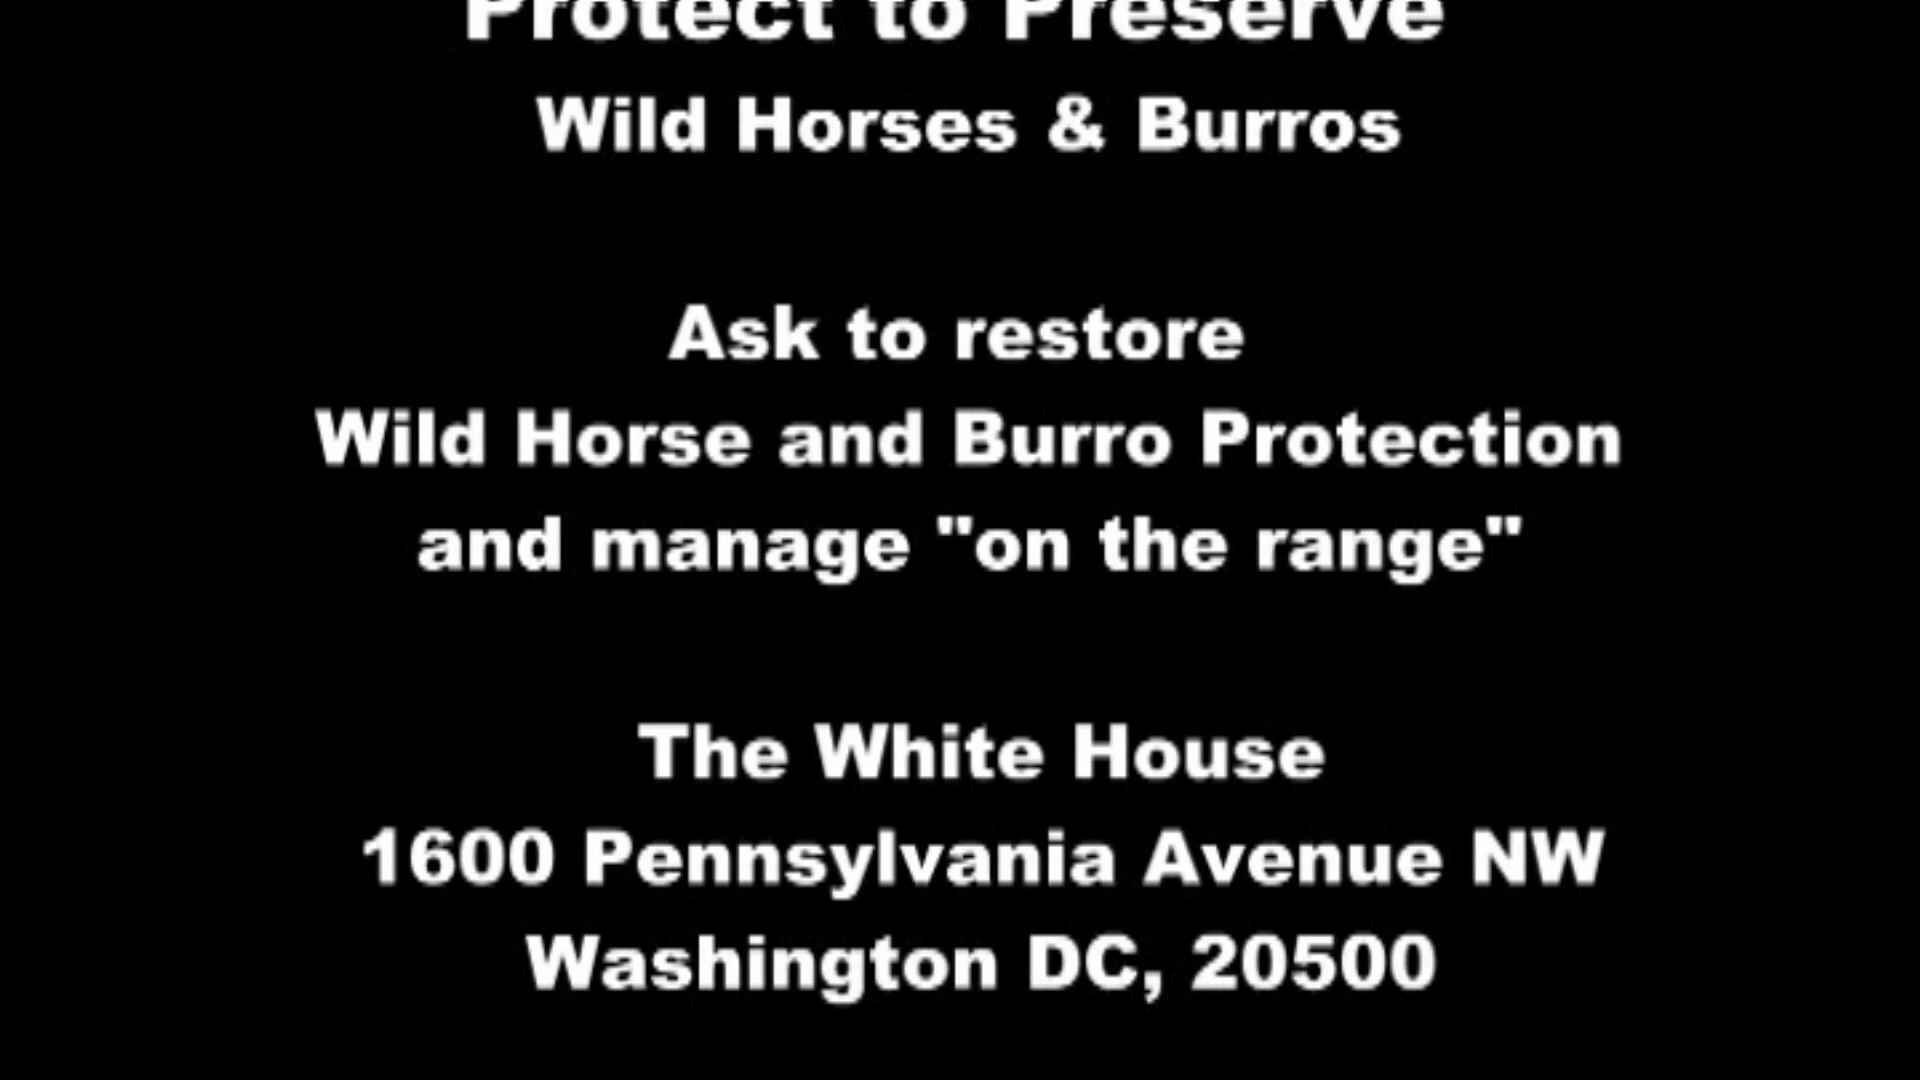 Protect to Preserve
Wild Horses & Burros
Ask to restore
Wild Horse and Burro Protection
and manage "on the range"
The White House
1600 Pennsylvania Avenue NW
Washington DC, 20500